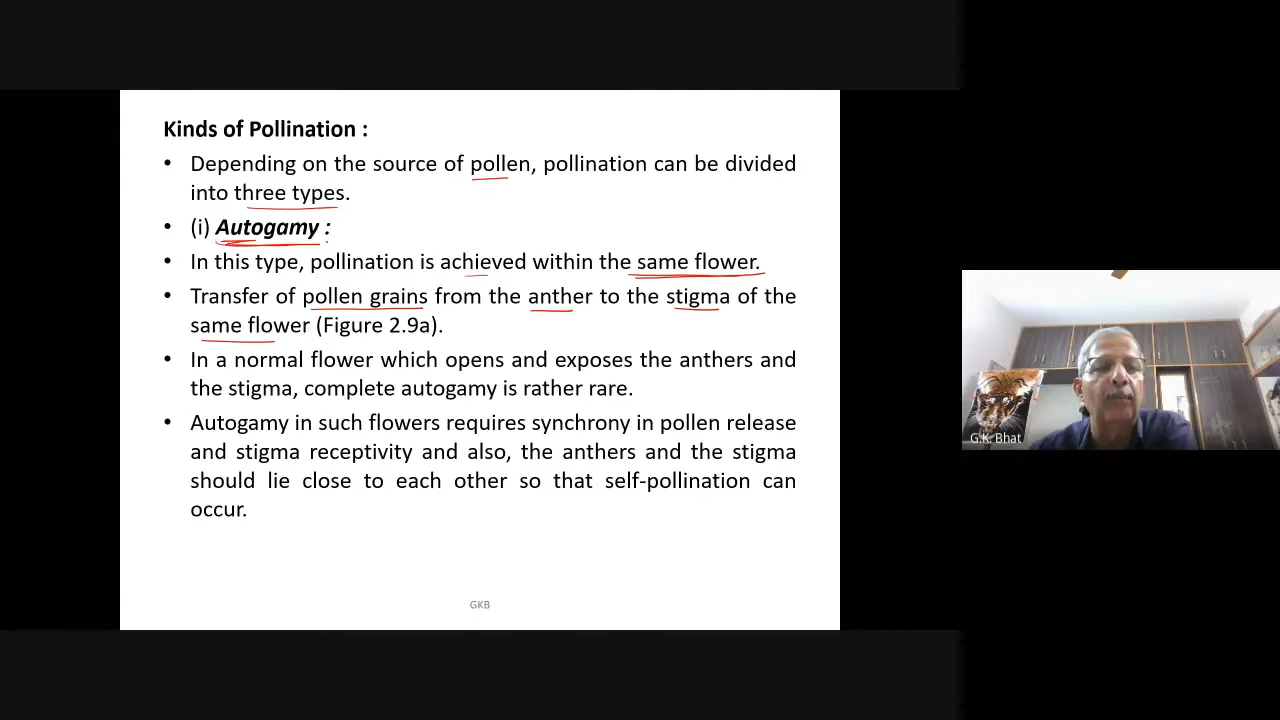 Kinds of Pollination :
• Depending on the source of pollen, pollination can be divided
into three types.
• (i) Autogamy :
• In this type, pollination is achieved within the same flower.
• Transfer of pollen grains from the anther to the stigma of the
same flower (Figure 2.9a).
• In a normal flower which opens and exposes the anthers and
the stigma, complete autogamy is rather rare.
• Autogamy in such flowers requires synchrony in pollen release
and stigma receptivity and also, the anthers and the stigma
should lie close to each other so that self-pollination can
occur.
GKB
G.K. Bhat